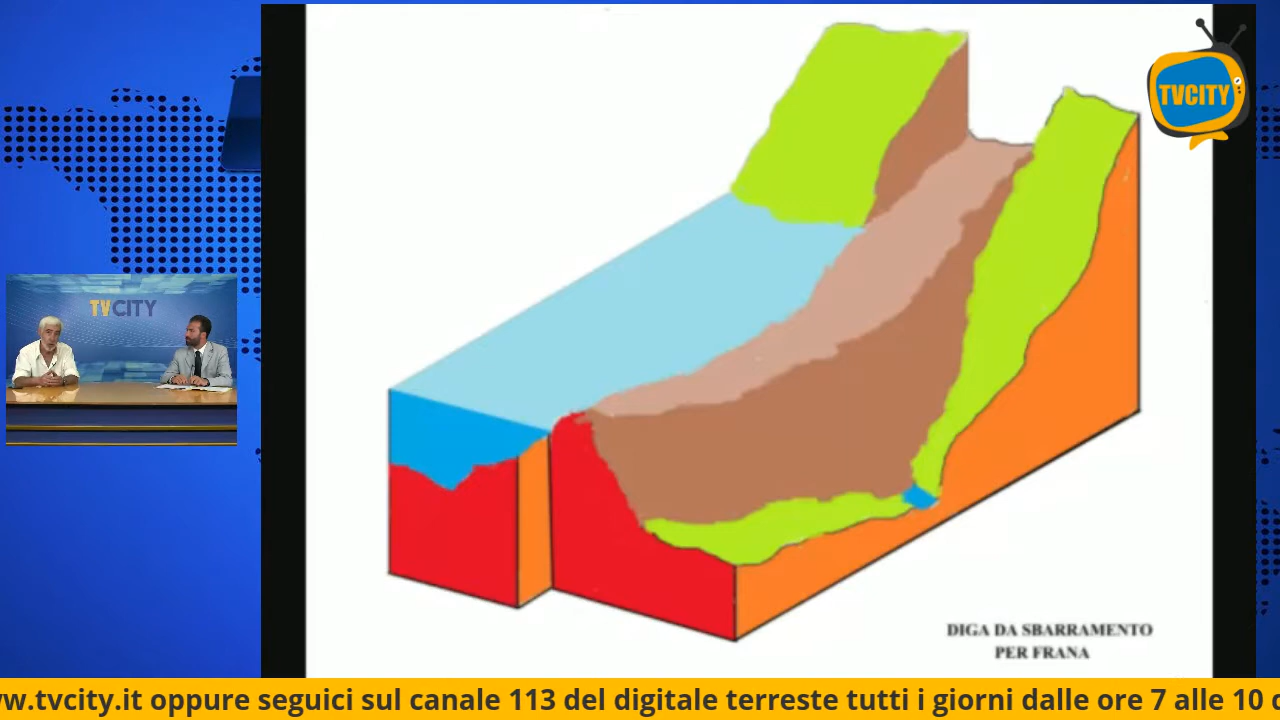 TVCITY
TVCITY
DIGA DA SBARRAMENTO
PER FRANA
.tvcity.it oppure seguici sul canale 113 del digitale terreste tutti i giorni dalle ore 7 alle 10